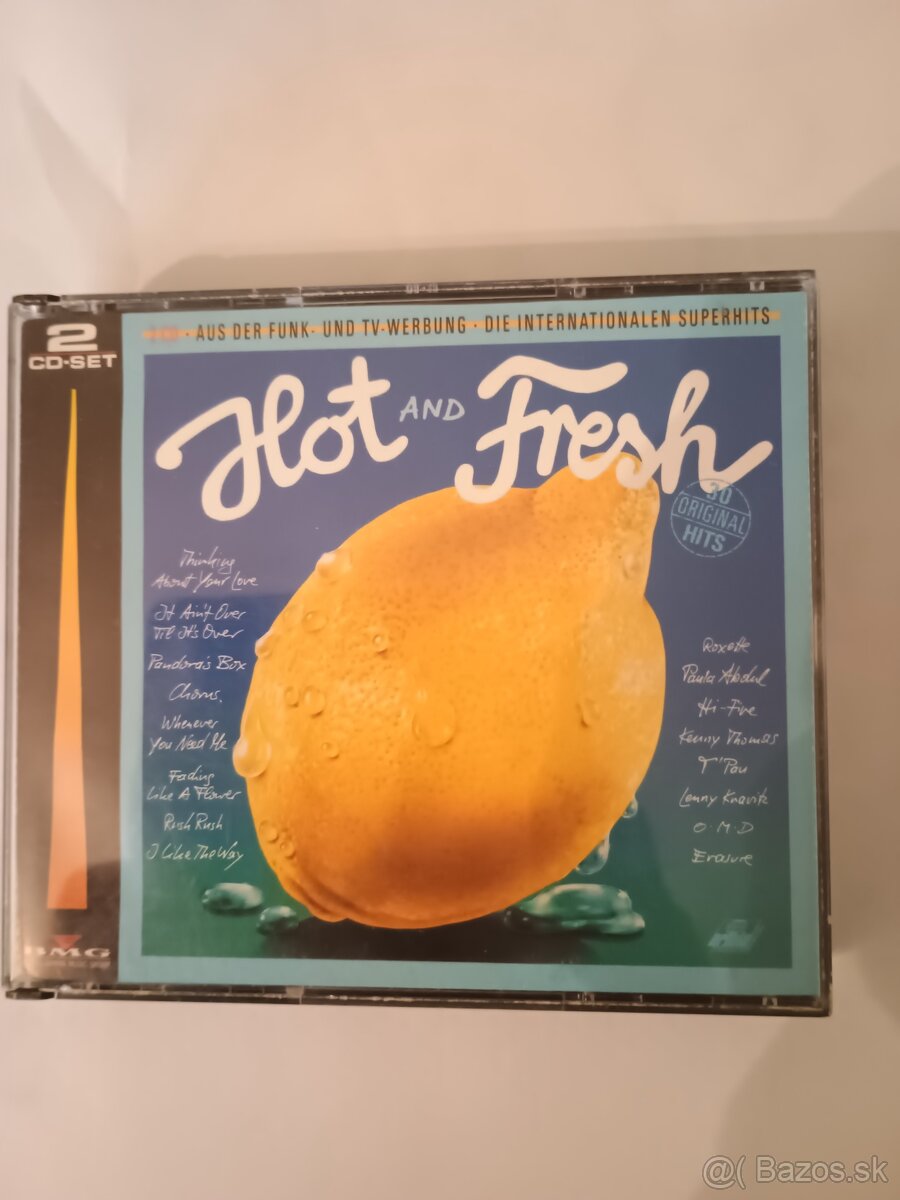 2
CD-SET
· AUS DER FUNK- UND TV-WERBUNG · DIE INTERNATIONALEN SUPERHITS
Hot AND Fresh
30
ORIGINAL
HITS
Thinking
About Your Love
It Ain't Over
Til It's Over
Pandora's Box
Chorus
Whenever
You Need Me
Fading
Like A Flower
Rush Rush
I Like The Way
Roxette
Paula Abdul
Hi-Five
Kenny Thomas
T'Pau
Lenny Kravitz
O·M·D
Erasure
BMG
@( Bazos.sk